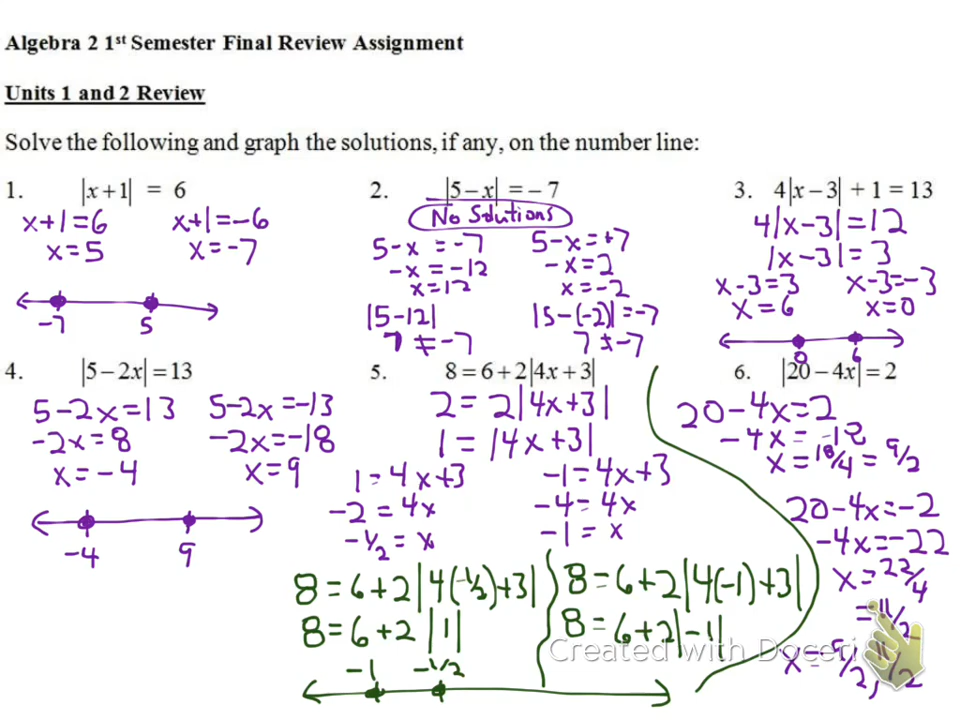 Algebra 2 1st Semester Final Review Assignment
Units 1 and 2 Review
Solve the following and graph the solutions, if any, on the number line:
1. |x+1| = 6
x+1=6 x+1=-6
x=5 x=-7
-7 5
2. |5-x| = -7
No Solutions
5-x=-7 5-x=+7
-x=-12 -x=2
x=12 x=-2
|5-12| |5-(-2)|=-7
7≠-7 7≠-7
3. 4|x-3|+1=13
4|x-3|=12
|x-3|=3
x-3=3 x-3=-3
x=6 x=0
0 6
4. |5-2x|=13
5-2x=13 5-2x=-13
-2x=8 -2x=-18
x=-4 x=9
-4 9
5. 8=6+2|4x+3|
2=2|4x+3|
1=|4x+3|
1=4x+3 -1=4x+3
-2=4x -4=4x
-1/2=x -1=x
8=6+2|4(-1/2)+3| 8=6+2|4(-1)+3|
8=6+2|1| 8=6+2|-1|
-1 -1/2
6. |20-4x|=2
20-4x=2
-4x=-18
x=18/4=9/2
20-4x=-2
-4x=-22
x=22/4
=11/2
x=9/2, 11/2
Created with Doceri